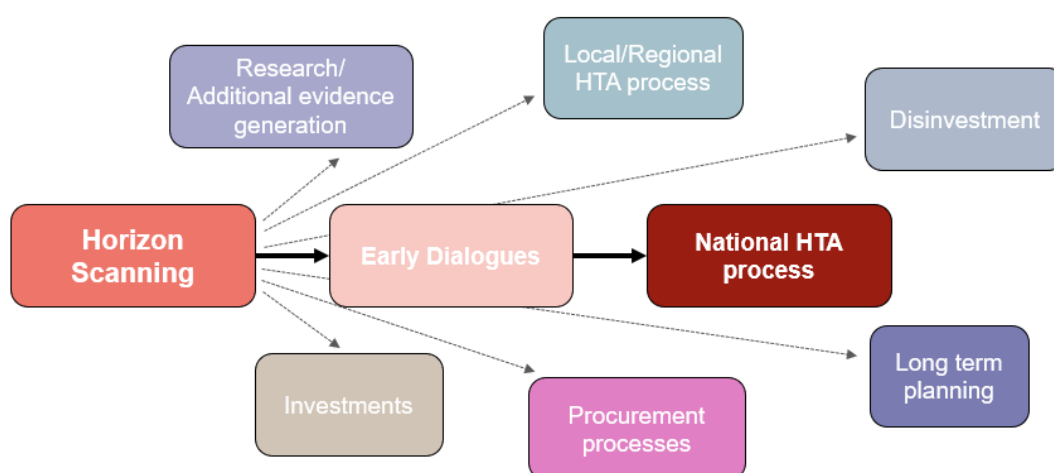 Research/
Additional evidence
generation
Local/Regional
HTA process
Disinvestment
Horizon
Scanning
Early Dialogues
National HTA
process
Investments
Procurement
processes
Long term
planning